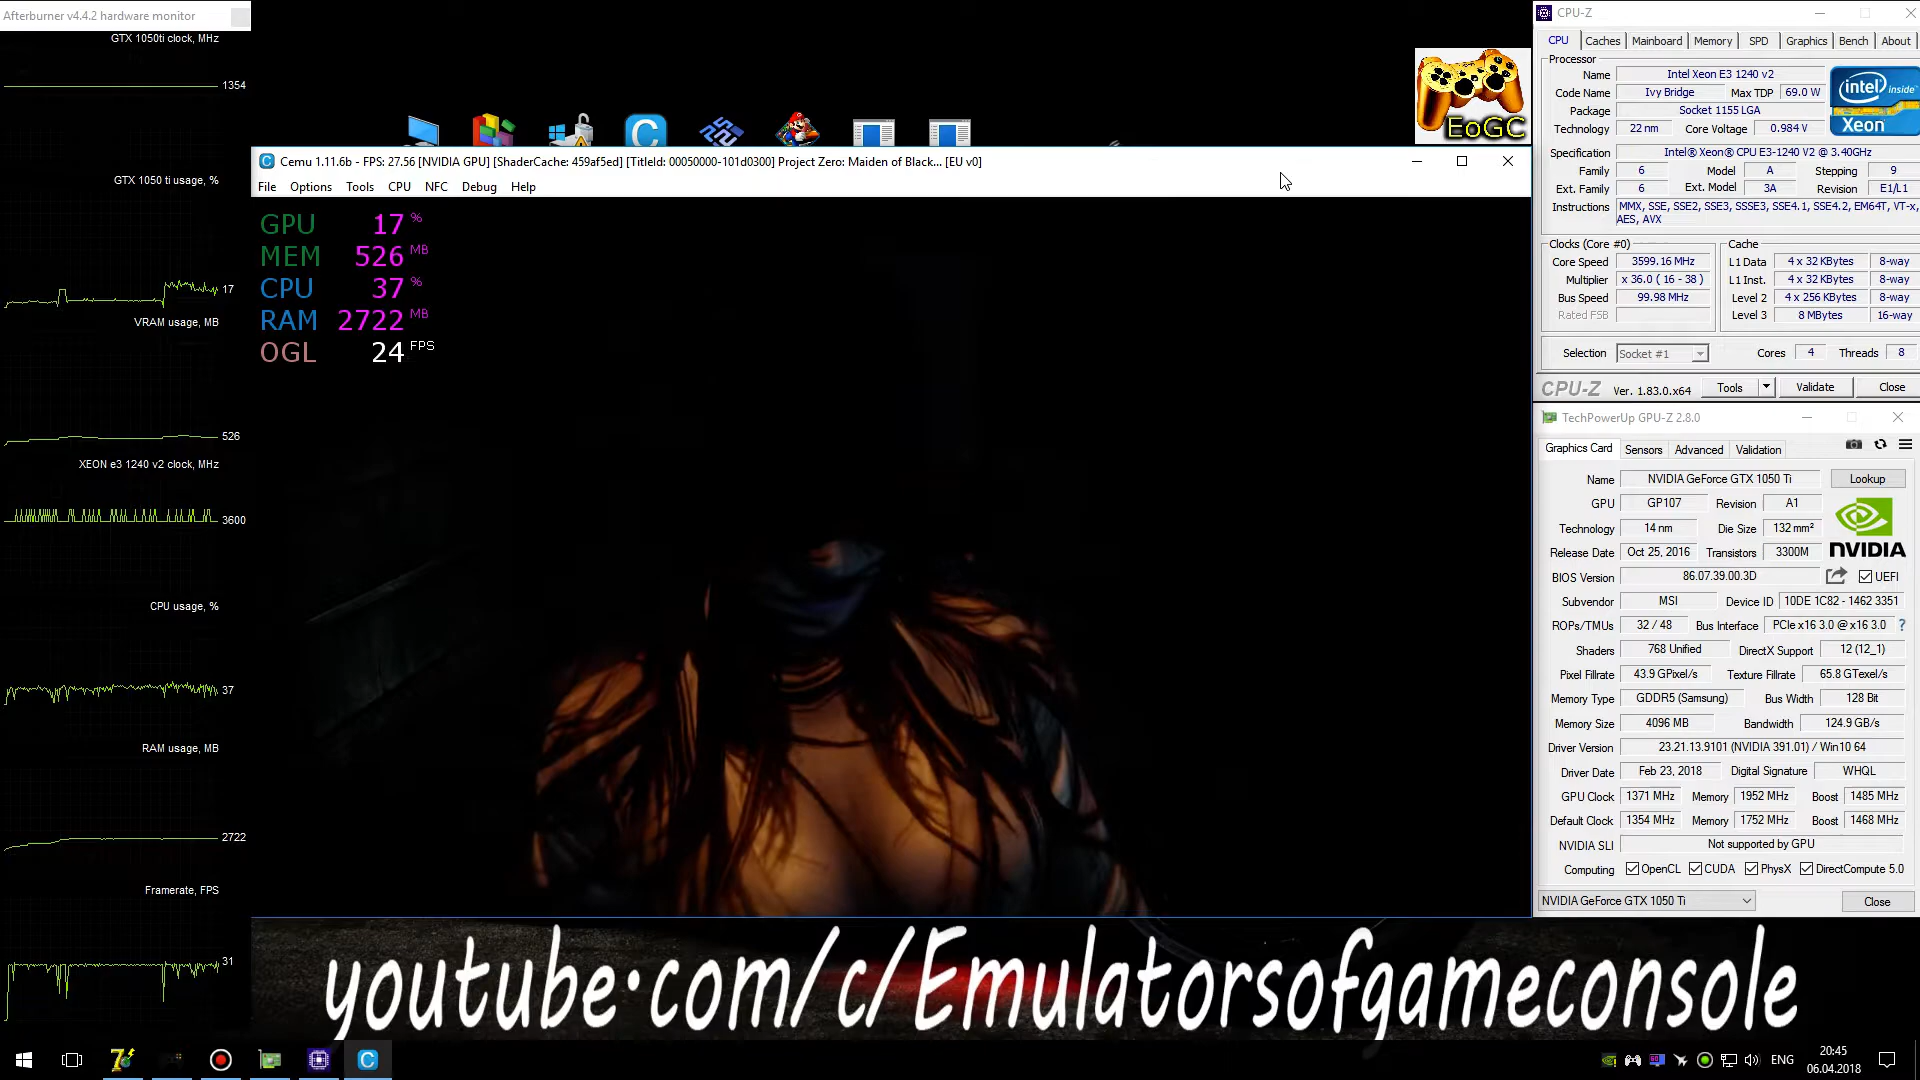 Afterburner v4.4.2 hardware monitor
GTX 1050ti clock, MHz
1354
GTX 1050 ti usage, %
17
VRAM usage, MB
526
XEON e3 1240 v2 clock, MHz
3600
CPU usage, %
37
RAM usage, MB
2722
Framerate, FPS
31
EoGC
Cemu 1.11.6b - FPS: 27.56 [NVIDIA GPU] [ShaderCache: 459af5ed] [TitleId: 00050000-101d0300] Project Zero: Maiden of Black... [EU v0]
File Options Tools CPU NFC Debug Help
GPU 17 %
MEM 526 MB
CPU 37 %
RAM 2722 MB
OGL 24 FPS
CPU-Z
CPU Caches Mainboard Memory SPD Graphics Bench About
Processor
Name Intel Xeon E3 1240 v2
Code Name Ivy Bridge Max TDP 69.0 W
Package Socket 1155 LGA
Technology 22 nm Core Voltage 0.984 V
intel inside Xeon
Specification Intel® Xeon® CPU E3-1240 V2 @ 3.40GHz
Family 6 Model A Stepping 9
Ext. Family 6 Ext. Model 3A Revision E1/L1
Instructions MMX, SSE, SSE2, SSE3, SSSE3, SSE4.1, SSE4.2, EM64T, VT-x,
AES, AVX
Clocks (Core #0) Cache
Core Speed 3599.16 MHz L1 Data 4 x 32 KBytes 8-way
Multiplier x 36.0 ( 16 - 38 ) L1 Inst. 4 x 32 KBytes 8-way
Bus Speed 99.98 MHz Level 2 4 x 256 KBytes 8-way
Rated FSB Level 3 8 MBytes 16-way
Selection Socket #1 Cores 4 Threads 8
CPU-Z Ver. 1.83.0.x64 Tools Validate Close
TechPowerUp GPU-Z 2.8.0
Graphics Card Sensors Advanced Validation
Name NVIDIA GeForce GTX 1050 Ti Lookup
GPU GP107 Revision A1
Technology 14 nm Die Size 132 mm²
Release Date Oct 25, 2016 Transistors 3300M
NVIDIA
BIOS Version 86.07.39.00.3D UEFI
Subvendor MSI Device ID 10DE 1C82 - 1462 3351
ROPs/TMUs 32 / 48 Bus Interface PCIe x16 3.0 @ x16 3.0 ?
Shaders 768 Unified DirectX Support 12 (12_1)
Pixel Fillrate 43.9 GPixel/s Texture Fillrate 65.8 GTexel/s
Memory Type GDDR5 (Samsung) Bus Width 128 Bit
Memory Size 4096 MB Bandwidth 124.9 GB/s
Driver Version 23.21.13.9101 (NVIDIA 391.01) / Win10 64
Driver Date Feb 23, 2018 Digital Signature WHQL
GPU Clock 1371 MHz Memory 1952 MHz Boost 1485 MHz
Default Clock 1354 MHz Memory 1752 MHz Boost 1468 MHz
NVIDIA SLI Not supported by GPU
Computing OpenCL CUDA PhysX DirectCompute 5.0
NVIDIA GeForce GTX 1050 Ti Close
youtube.com/c/Emulatorsofgameconsole
ENG
20:45
06.04.2018